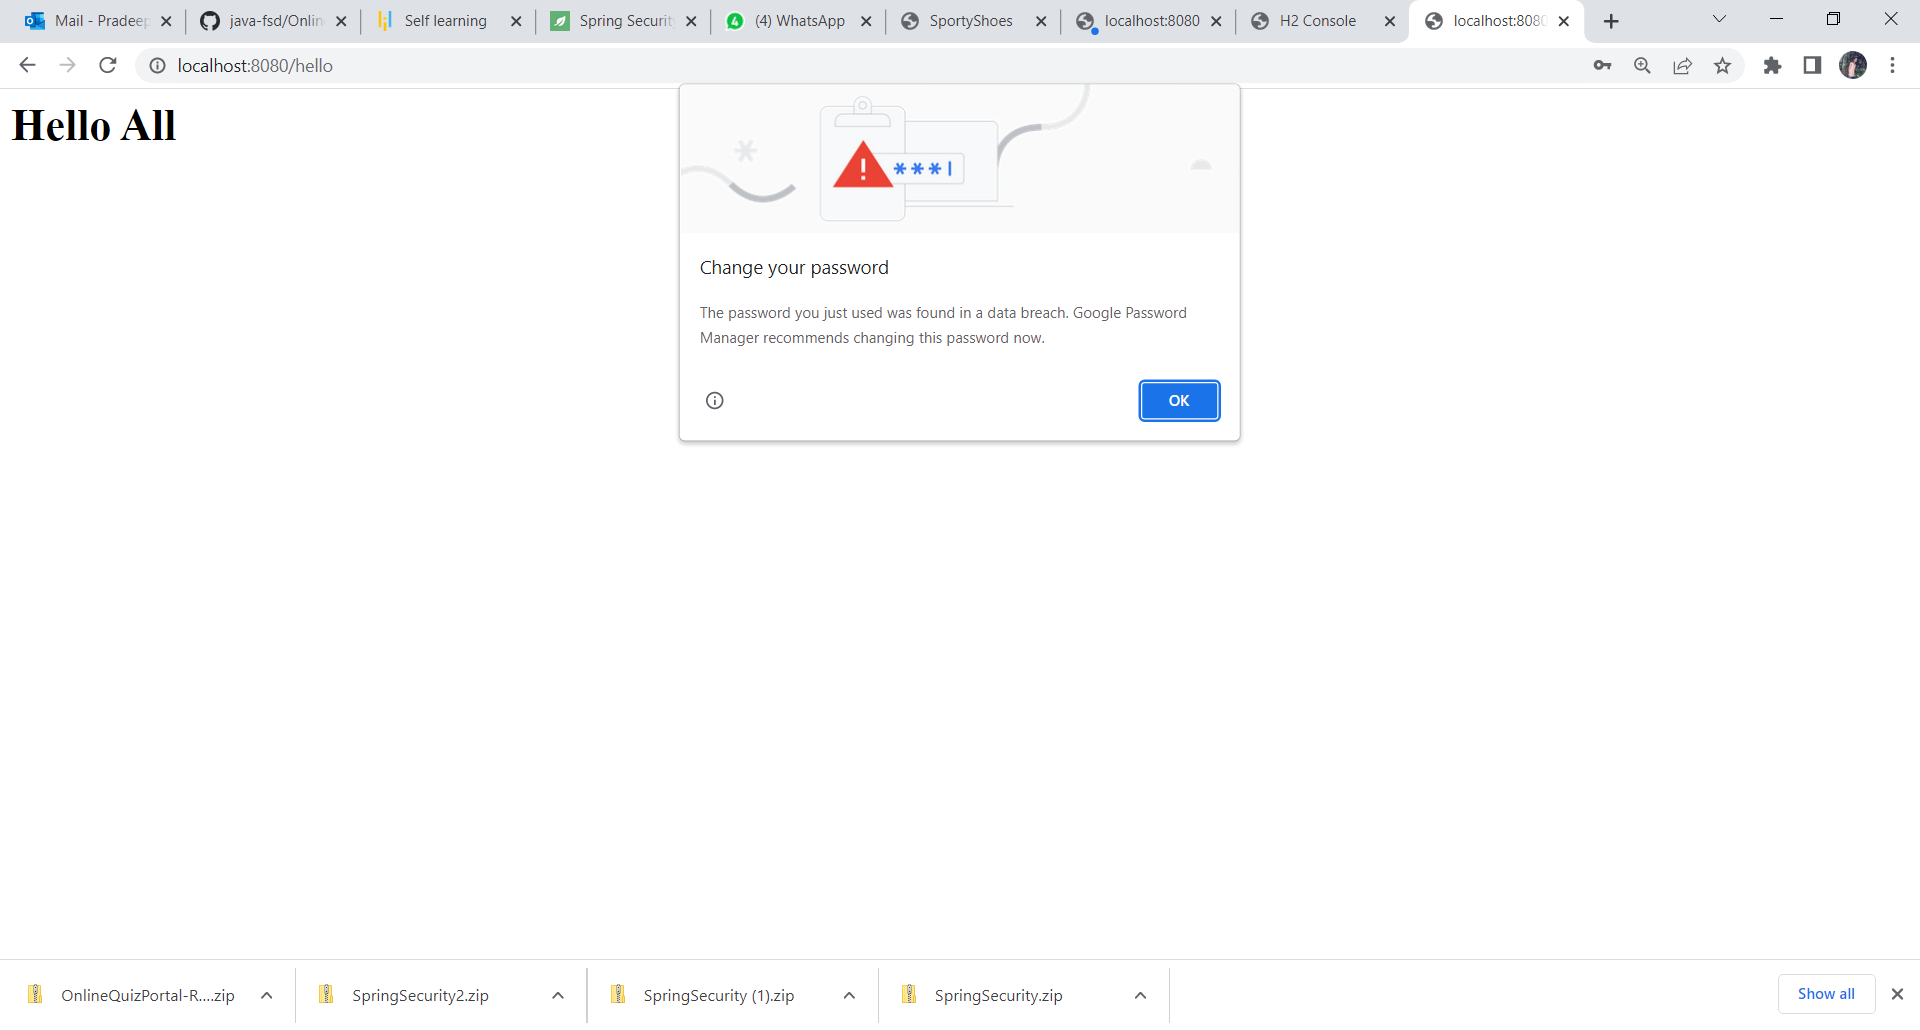 Mail - Pradeep
java-fsd/Onlin
Self learning
Spring Securit
(4) WhatsApp
SportyShoes
localhost:8080
H2 Console
localhost:8080
localhost:8080/hello
Hello All
***|
Change your password
The password you just used was found in a data breach. Google Password
Manager recommends changing this password now.
OK
OnlineQuizPortal-R....zip
SpringSecurity2.zip
SpringSecurity (1).zip
SpringSecurity.zip
Show all